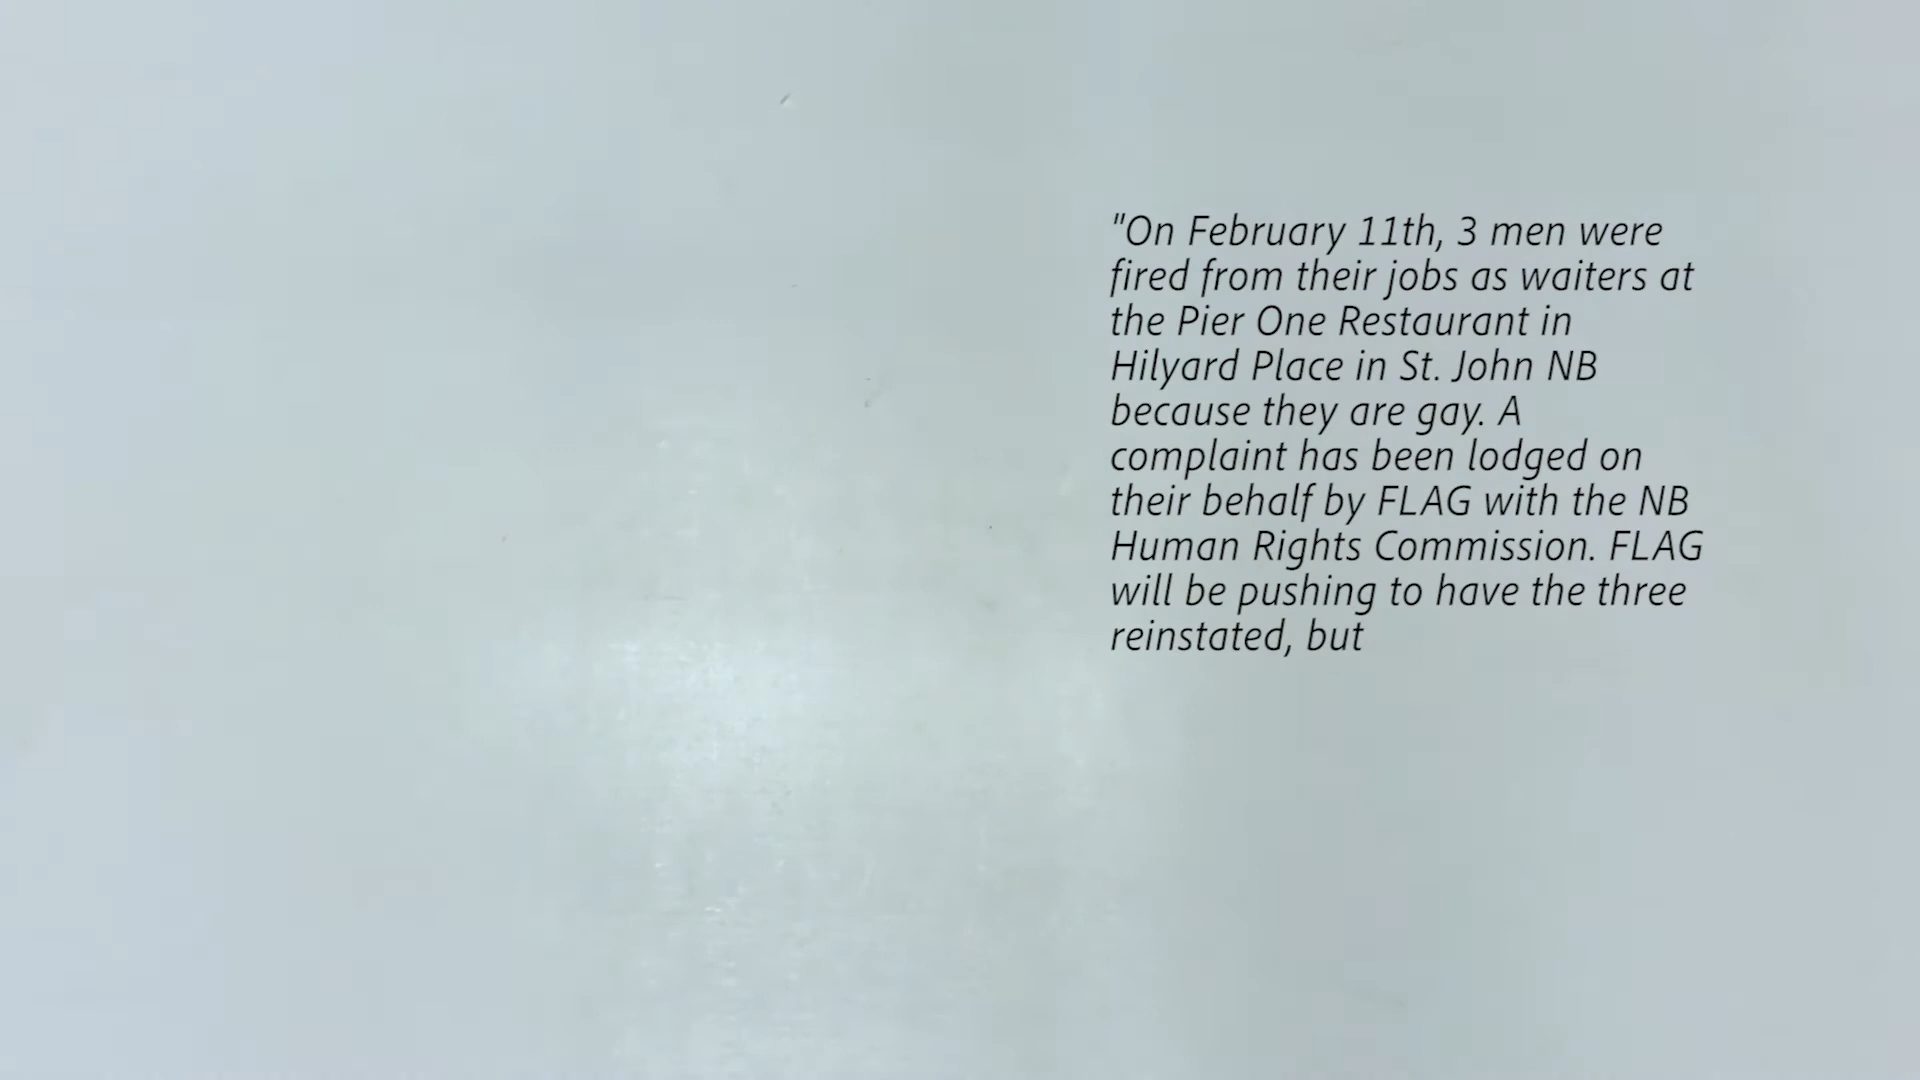 "On February 11th, 3 men were
fired from their jobs as waiters at
the Pier One Restaurant in
Hilyard Place in St. John NB
because they are gay. A
complaint has been lodged on
their behalf by FLAG with the NB
Human Rights Commission. FLAG
will be pushing to have the three
reinstated, but